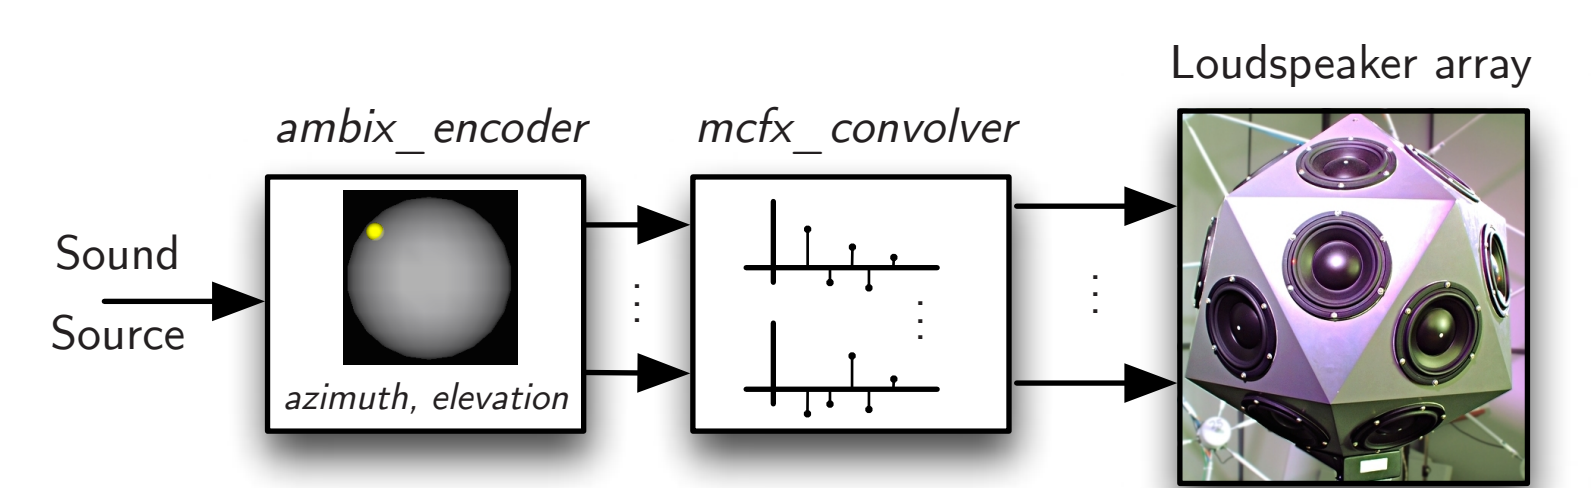 Sound
Source
ambix_encoder
azimuth, elevation
mcfx_convolver
Loudspeaker array